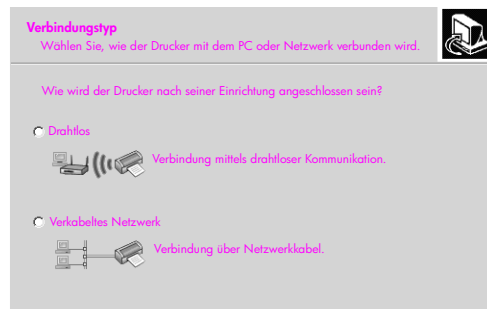 Verbindungstyp
Wählen Sie, wie der Drucker mit dem PC oder Netzwerk verbunden wird.
Wie wird der Drucker nach seiner Einrichtung angeschlossen sein?
Drahtlos
Verbindung mittels drahtloser Kommunikation.
Verkabeltes Netzwerk
Verbindung über Netzwerkkabel.